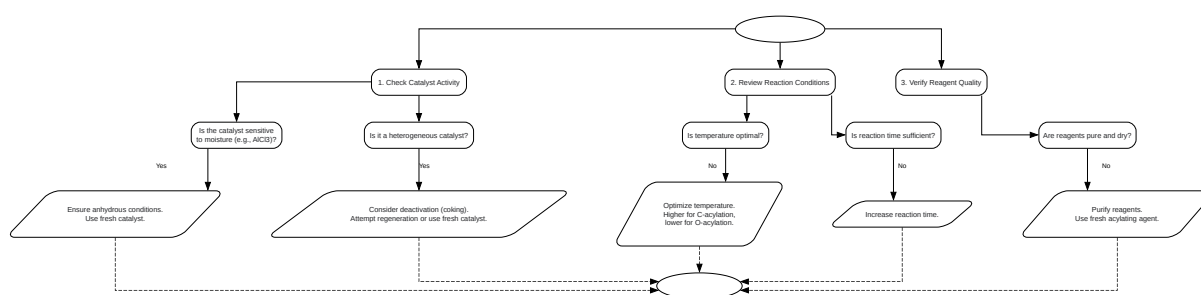 1. Check Catalyst Activity
2. Review Reaction Conditions
3. Verify Reagent Quality
Is the catalyst sensitive
to moisture (e.g., AlCl3)?
Is it a heterogeneous catalyst?
Is temperature optimal?
Is reaction time sufficient?
Are reagents pure and dry?
Yes
Yes
No
No
No
Ensure anhydrous conditions.
Use fresh catalyst.
Consider deactivation (coking).
Attempt regeneration or use fresh catalyst.
Optimize temperature.
Higher for C-acylation,
lower for O-acylation.
Increase reaction time.
Purify reagents.
Use fresh acylating agent.